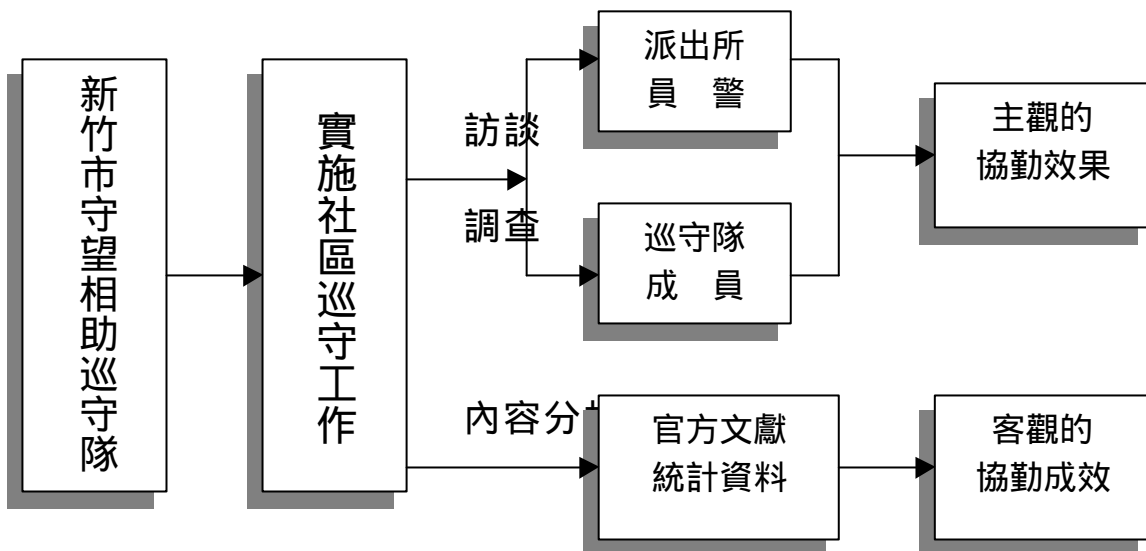 新竹市守望相助巡守隊
實施社區巡守工作
訪談
調查
派出所
員 警
巡守隊
成 員
主觀的
協勤效果
內容分
官方文獻
統計資料
客觀的
協勤成效